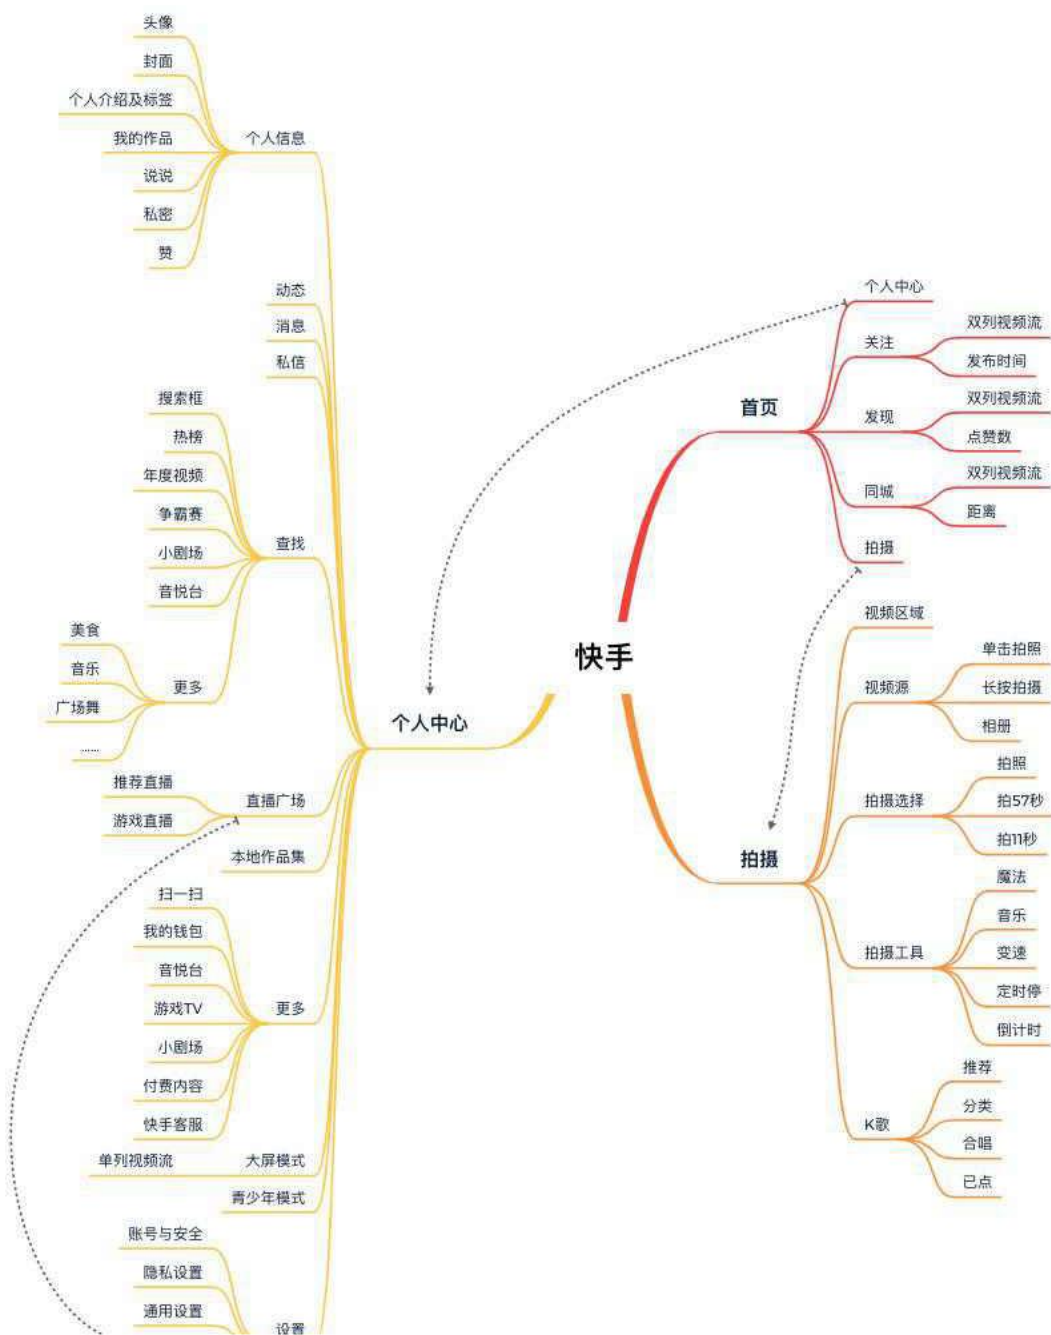 快手
首页
个人中心
关注
双列视频流
发布时间
发现
双列视频流
点赞数
同城
双列视频流
距离
拍摄
拍摄
视频区域
视频源
单击拍照
长按拍摄
相册
拍摄选择
拍照
拍57秒
拍11秒
拍摄工具
魔法
音乐
变速
定时停
倒计时
K歌
推荐
分类
合唱
已点
个人中心
个人信息
头像
封面
个人介绍及标签
我的作品
说说
私密
赞
动态
消息
私信
查找
搜索框
热榜
年度视频
争霸赛
小剧场
音悦台
更多
美食
音乐
广场舞
......
直播广场
推荐直播
游戏直播
本地作品集
更多
扫一扫
我的钱包
音悦台
游戏TV
小剧场
付费内容
快手客服
大屏模式
单列视频流
青少年模式
设置
账号与安全
隐私设置
通用设置